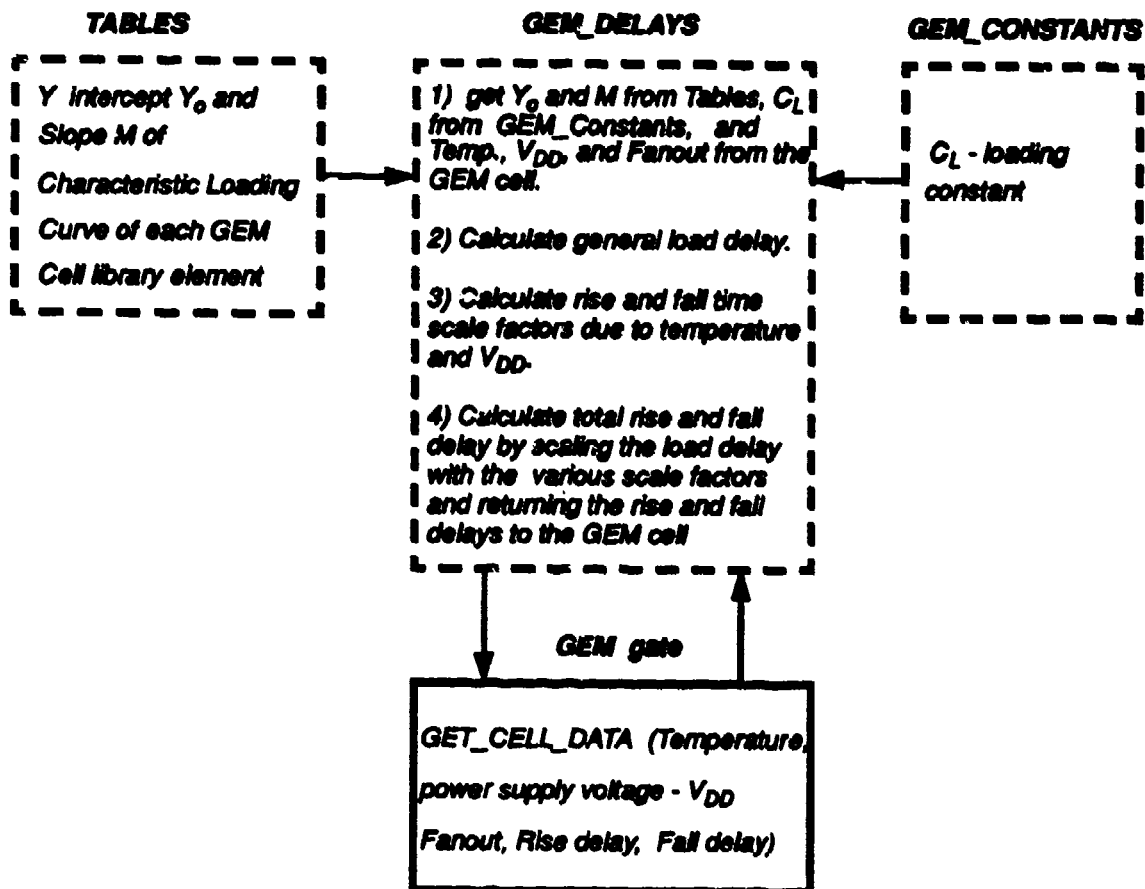 TABLES
Y intercept Yo and
Slope M of
Characteristic Loading
Curve of each GEM
Cell library element
GEM_DELAYS
1) get Yo and M from Tables, CL
from GEM_Constants, and
Temp., VDD, and Fanout from the
GEM cell.
2) Calculate general load delay.
3) Calculate rise and fall time
scale factors due to temperature
and VDD.
4) Calculate total rise and fall
delay by scaling the load delay
with the various scale factors
and returning the rise and fall
delays to the GEM cell
GEM_CONSTANTS
CL - loading
constant
GEM gate
GET_CELL_DATA (Temperature,
power supply voltage - VDD
Fanout, Rise delay, Fall delay)